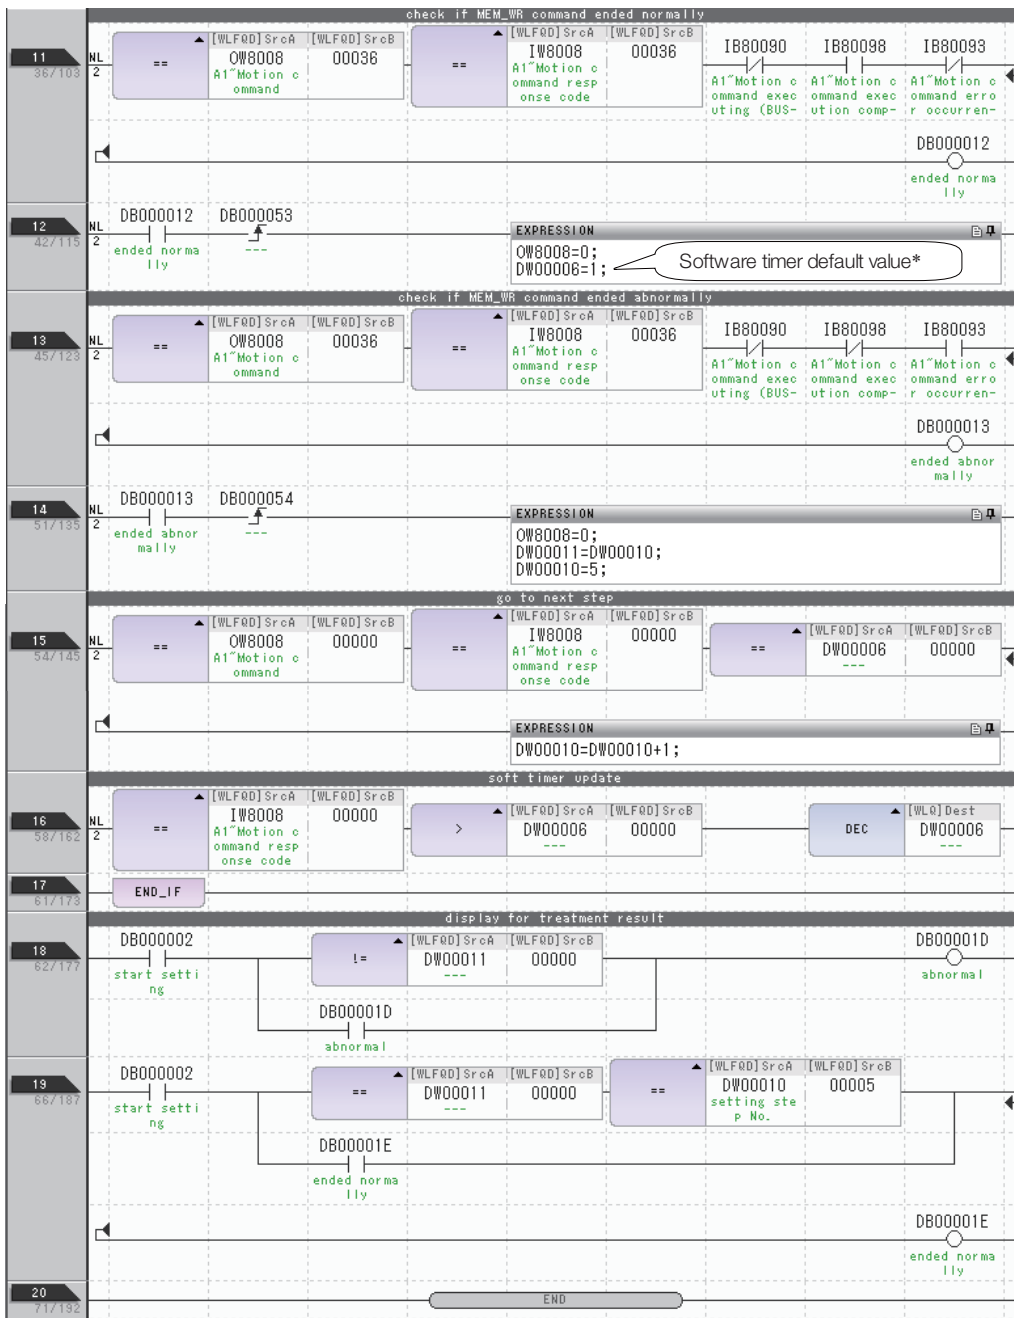 check if MEM_WR command ended normally
11
36/103
NL
2
==
[WLFQD]SrcA
OW8008
A1~Motion c
ommand
[WLFQD]SrcB
00036
==
[WLFQD]SrcA
IW8008
A1~Motion c
ommand resp
onse code
[WLFQD]SrcB
00036
IB80090
A1~Motion c
ommand exec
uting (BUS-
IB80098
A1~Motion c
ommand exec
ution comp-
IB80093
A1~Motion c
ommand erro
r occurren-
DB000012
ended norma
lly
12
42/115
NL
2
DB000012
ended norma
lly
DB000053
---
EXPRESSION
OW8008=0;
DW00006=1;
Software timer default value*
check if MEM_WR command ended abnormally
13
45/123
NL
2
==
[WLFQD]SrcA
OW8008
A1~Motion c
ommand
[WLFQD]SrcB
00036
==
[WLFQD]SrcA
IW8008
A1~Motion c
ommand resp
onse code
[WLFQD]SrcB
00036
IB80090
A1~Motion c
ommand exec
uting (BUS-
IB80098
A1~Motion c
ommand exec
ution comp-
IB80093
A1~Motion c
ommand erro
r occurren-
DB000013
ended abnor
mally
14
51/135
NL
2
DB000013
ended abnor
mally
DB000054
---
EXPRESSION
OW8008=0;
DW00011=DW00010;
DW00010=5;
go to next step
15
54/145
NL
2
==
[WLFQD]SrcA
OW8008
A1~Motion c
ommand
[WLFQD]SrcB
00000
==
[WLFQD]SrcA
IW8008
A1~Motion c
ommand resp
onse code
[WLFQD]SrcB
00000
==
[WLFQD]SrcA
DW00006
---
[WLFQD]SrcB
00000
EXPRESSION
DW00010=DW00010+1;
soft timer update
16
58/162
NL
2
==
[WLFQD]SrcA
IW8008
A1~Motion c
ommand resp
onse code
[WLFQD]SrcB
00000
>
[WLFQD]SrcA
DW00006
---
[WLFQD]SrcB
00000
DEC
[WLQ]Dest
DW00006
---
17
61/173
END_IF
display for treatment result
18
62/177
DB000002
start setti
ng
!=
[WLFQD]SrcA
DW00011
---
[WLFQD]SrcB
00000
DB00001D
abnormal
DB00001D
abnormal
19
66/187
DB000002
start setti
ng
==
[WLFQD]SrcA
DW00011
---
[WLFQD]SrcB
00000
==
[WLFQD]SrcA
DW00010
setting ste
p No.
[WLFQD]SrcB
00005
DB00001E
ended norma
lly
DB00001E
ended norma
lly
20
71/192
END